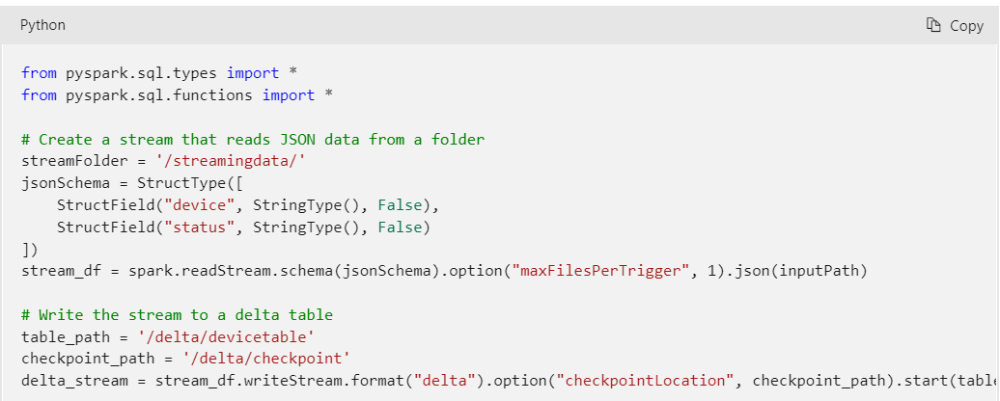 Python
Copy
from pyspark.sql.types import *
from pyspark.sql.functions import *

# Create a stream that reads JSON data from a folder
streamFolder = '/streamingdata/'
jsonSchema = StructType([
    StructField("device", StringType(), False),
    StructField("status", StringType(), False)
])
stream_df = spark.readStream.schema(jsonSchema).option("maxFilesPerTrigger", 1).json(inputPath)

# Write the stream to a delta table
table_path = '/delta/devicetable'
checkpoint_path = '/delta/checkpoint'
delta_stream = stream_df.writeStream.format("delta").option("checkpointLocation", checkpoint_path).start(